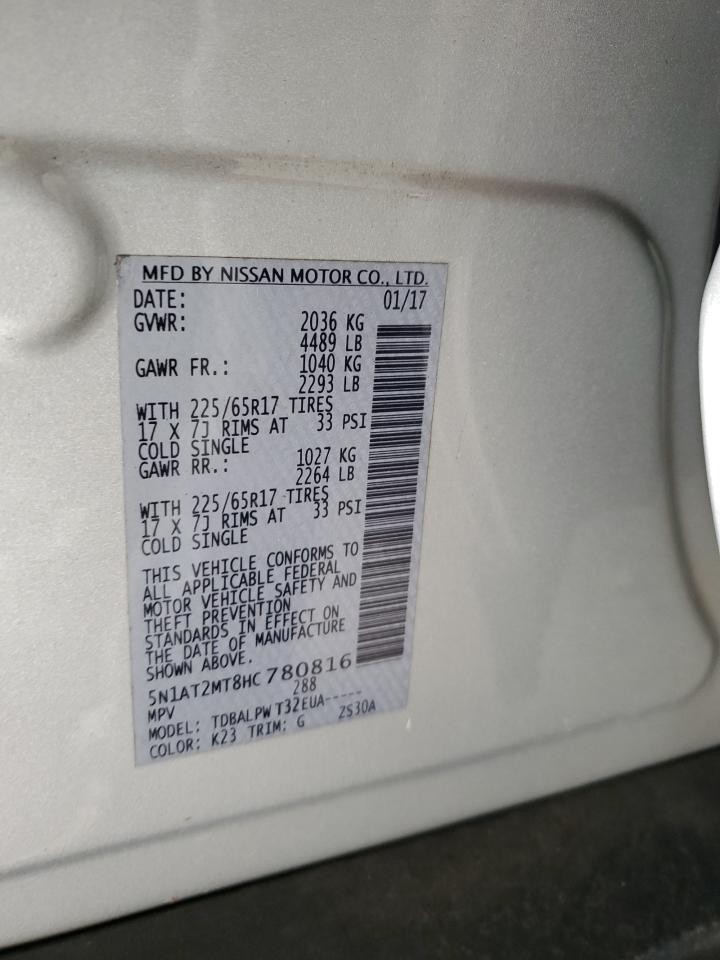 MFD BY NISSAN MOTOR CO., LTD.
DATE: 01/17
GVWR: 2036 KG
4489 LB
GAWR FR.: 1040 KG
2293 LB
WITH 225/65R17 TIRES
17 X 7J RIMS AT 33 PSI
COLD SINGLE
GAWR RR.: 1027 KG
2264 LB
WITH 225/65R17 TIRES
17 X 7J RIMS AT 33 PSI
COLD SINGLE
THIS VEHICLE CONFORMS TO
ALL APPLICABLE FEDERAL
MOTOR VEHICLE SAFETY AND
THEFT PREVENTION
STANDARDS IN EFFECT ON
THE DATE OF MANUFACTURE
SHOWN ABOVE.
5N1AT2MT8HC780816
MPV 288
MODEL: TDBALPW T32EUA-----
COLOR: K23 TRIM: G ZS30A